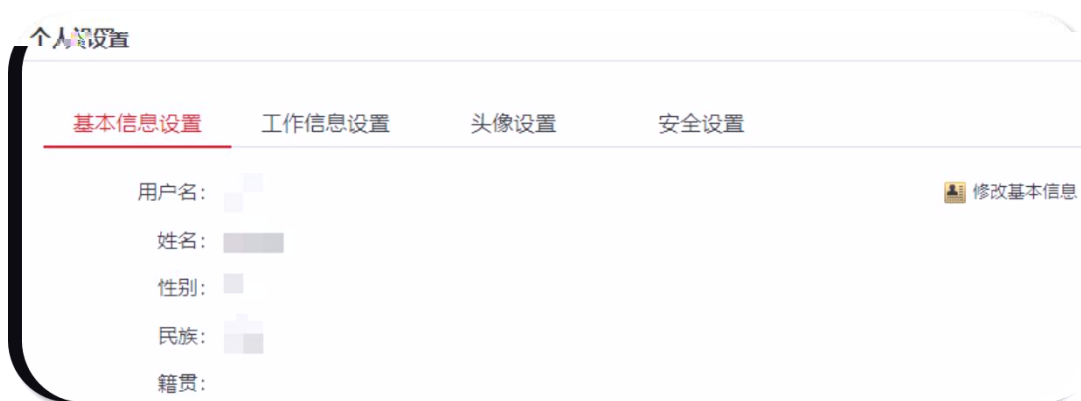 个人设置
基本信息设置 工作信息设置 头像设置 安全设置
用户名： 修改基本信息
姓名：
性别：
民族：
籍贯：